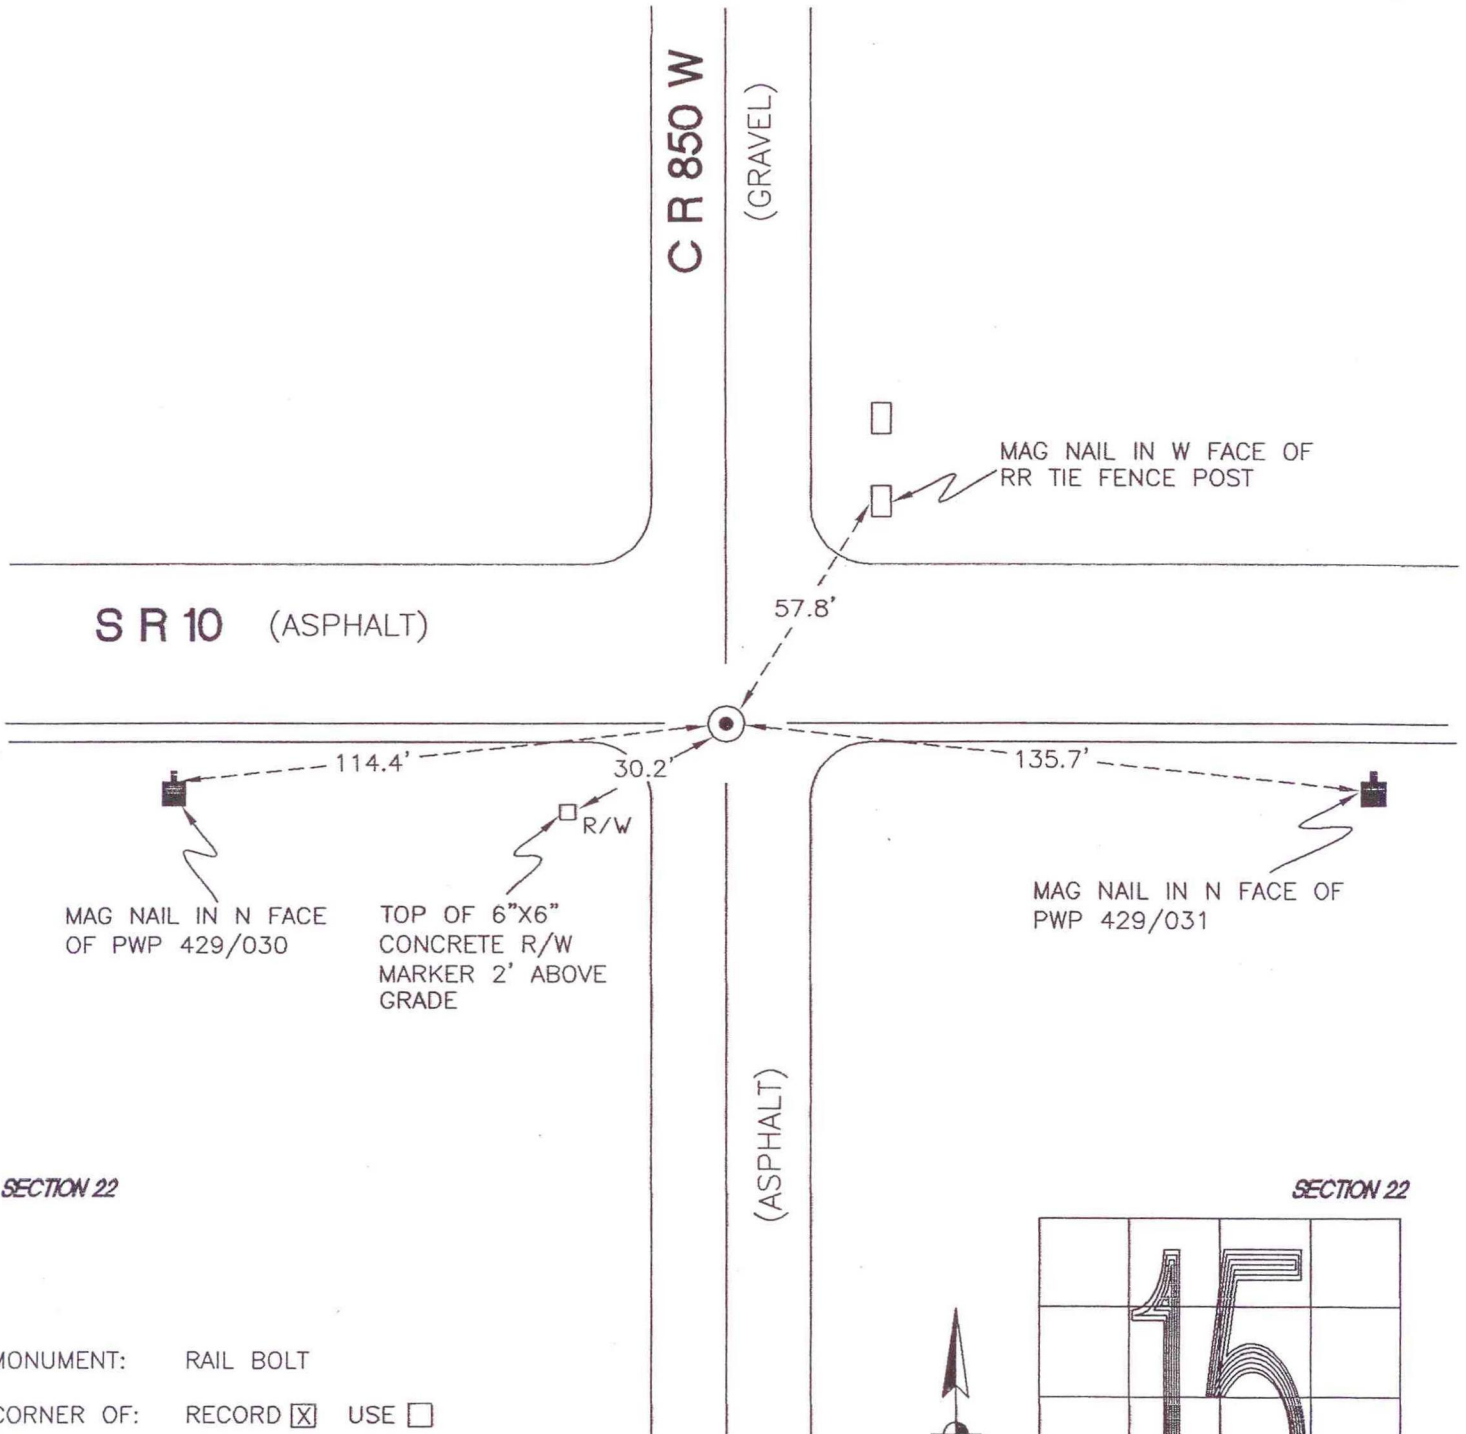 C R 850 W
(GRAVEL)
MAG NAIL IN W FACE OF
RR TIE FENCE POST
57.8'
S R 10 (ASPHALT)
114.4'
30.2'
135.7'
R/W
MAG NAIL IN N FACE
OF PWP 429/030
TOP OF 6"X6"
CONCRETE R/W
MARKER 2' ABOVE
GRADE
MAG NAIL IN N FACE OF
PWP 429/031
(ASPHALT)
SECTION 22
SECTION 22
15
MONUMENT: RAIL BOLT
CORNER OF: RECORD [X] USE [ ]